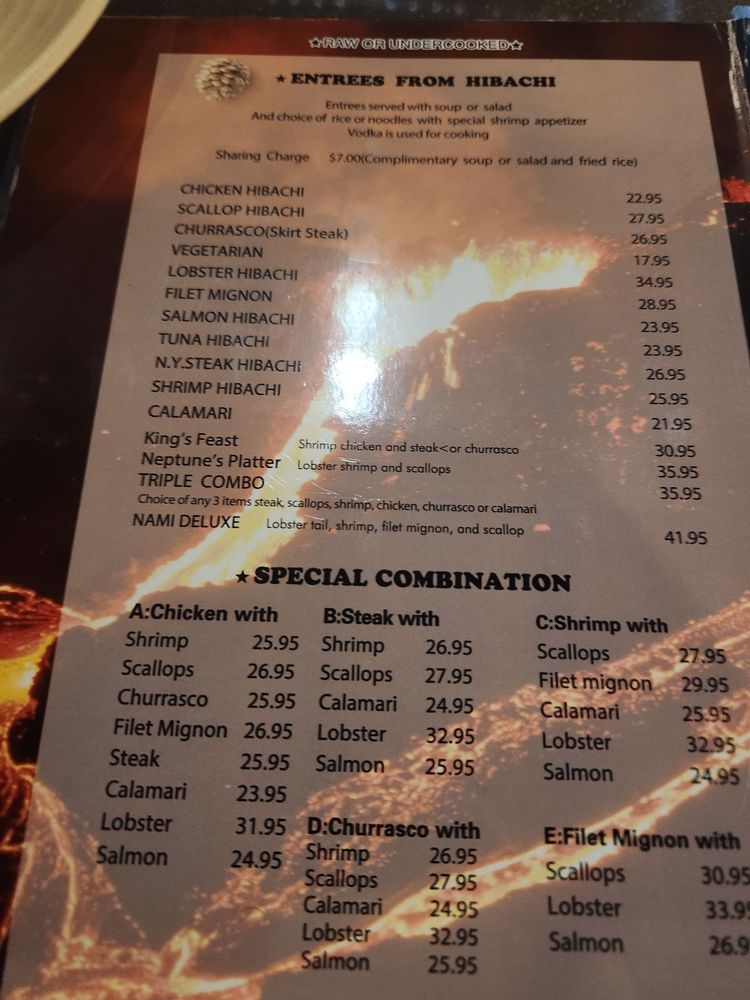 ★RAW OR UNDERCOOKED★
★ ENTREES FROM HIBACHI
Entrees served with soup or salad
And choice of rice or noodles with special shrimp appetizer
Vodka is used for cooking
Sharing Charge $7.00(Complimentary soup or salad and fried rice)
CHICKEN HIBACHI 22.95
SCALLOP HIBACHI 27.95
CHURRASCO(Skirt Steak) 26.95
VEGETARIAN 17.95
LOBSTER HIBACHI 34.95
FILET MIGNON 28.95
SALMON HIBACHI 23.95
TUNA HIBACHI 23.95
N.Y.STEAK HIBACHI 26.95
SHRIMP HIBACHI 25.95
CALAMARI 21.95
King's Feast Shrimp chicken and steak<or churrasco 30.95
Neptune's Platter Lobster shrimp and scallops 35.95
TRIPLE COMBO 35.95
Choice of any 3 items steak, scallops, shrimp, chicken, churrasco or calamari
NAMI DELUXE Lobster tail, shrimp, filet mignon, and scallop 41.95
★ SPECIAL COMBINATION
A:Chicken with
Shrimp 25.95
Scallops 26.95
Churrasco 25.95
Filet Mignon 26.95
Steak 25.95
Calamari 23.95
Lobster 31.95
Salmon 24.95
B:Steak with
Shrimp 26.95
Scallops 27.95
Calamari 24.95
Lobster 32.95
Salmon 25.95
C:Shrimp with
Scallops 27.95
Filet mignon 29.95
Calamari 25.95
Lobster 32.95
Salmon 24.95
D:Churrasco with
Shrimp 26.95
Scallops 27.95
Calamari 24.95
Lobster 32.95
Salmon 25.95
E:Filet Mignon with
Scallops 30.95
Lobster 33.9
Salmon 26.9